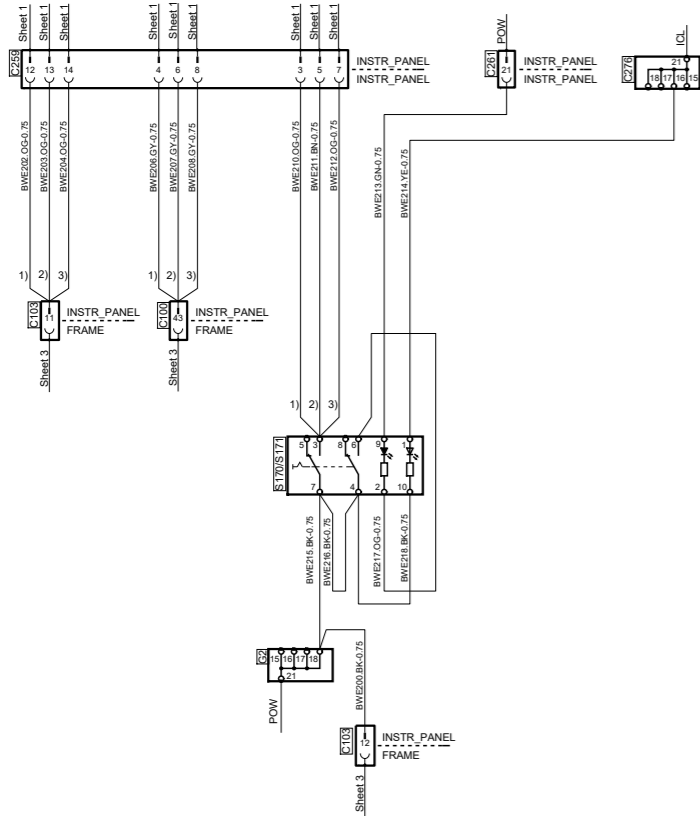 Sheet 1
Sheet 1
Sheet 1
Sheet 1
Sheet 1
Sheet 1
Sheet 1
Sheet 1
Sheet 1
POW
ICL
C259
12
13
14
4
6
8
3
5
7
INSTR_PANEL
INSTR_PANEL
C261
21
INSTR_PANEL
INSTR_PANEL
C276
21
18
17
16
15
BWE202.OG-0.75
BWE203.OG-0.75
BWE204.OG-0.75
BWE206.GY-0.75
BWE207.GY-0.75
BWE208.GY-0.75
BWE210.OG-0.75
BWE211.BN-0.75
BWE212.OG-0.75
BWE213.GN-0.75
BWE214.YE-0.75
1)
2)
3)
1)
2)
3)
C103
11
INSTR_PANEL
FRAME
Sheet 3
C100
43
INSTR_PANEL
FRAME
Sheet 3
1)
2)
3)
S170/S171
5
3
8
6
9
1
7
4
2
10
BWE215.BK-0.75
BWE216.BK-0.75
BWE217.OG-0.75
BWE218.BK-0.75
G2
15
16
17
18
21
POW
BWE200.BK-0.75
C103
12
INSTR_PANEL
FRAME
Sheet 3